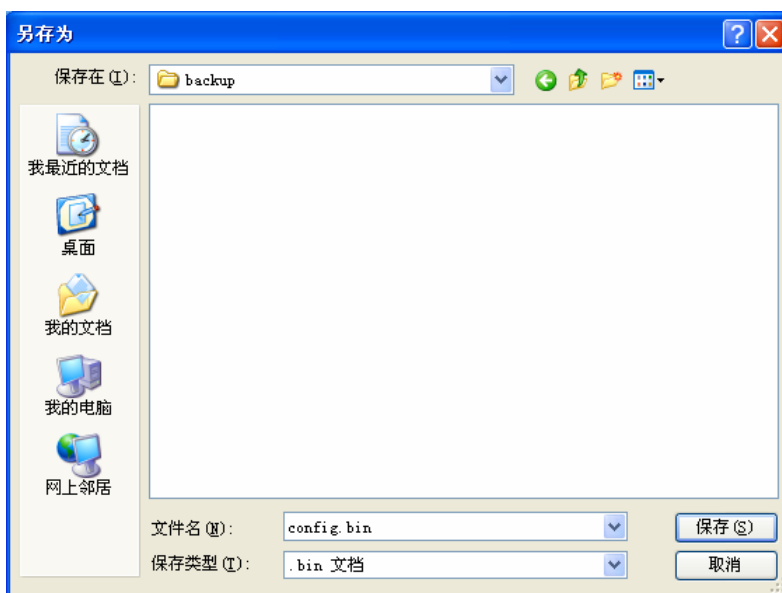 另存为
保存在(I):
backup
我最近的文档
桌面
我的文档
我的电脑
网上邻居
文件名(N):
config.bin
保存(S)
保存类型(T):
.bin 文档
取消